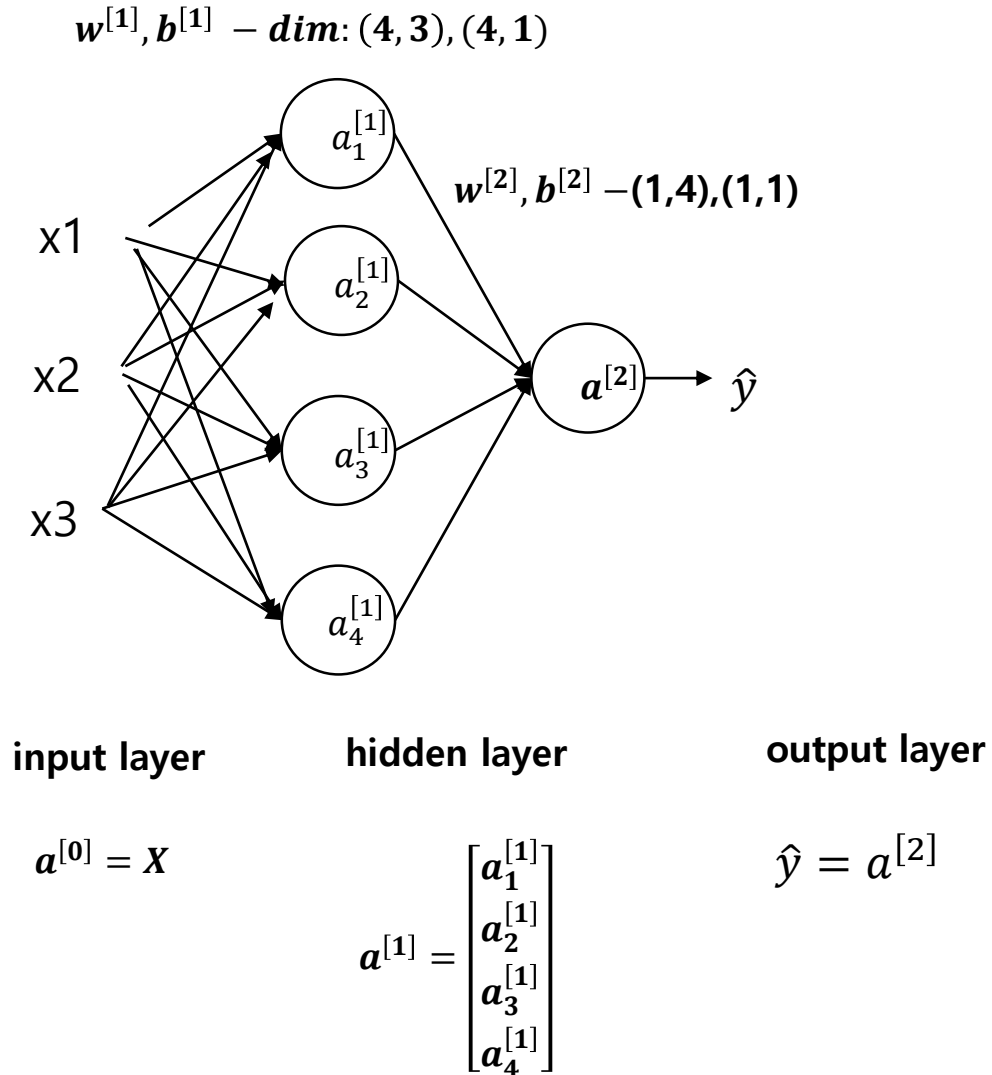 w^[1], b^[1] − dim: (4, 3), (4, 1)
a_1^[1]
w^[2], b^[2] −(1,4),(1,1)
x1
a_2^[1]
x2
a^[2]
ŷ
a_3^[1]
x3
a_4^[1]
input layer
hidden layer
output layer
a^[0] = X
ŷ = a^[2]
a^[1] = [a_1^[1]
a_2^[1]
a_3^[1]
a_4^[1]]